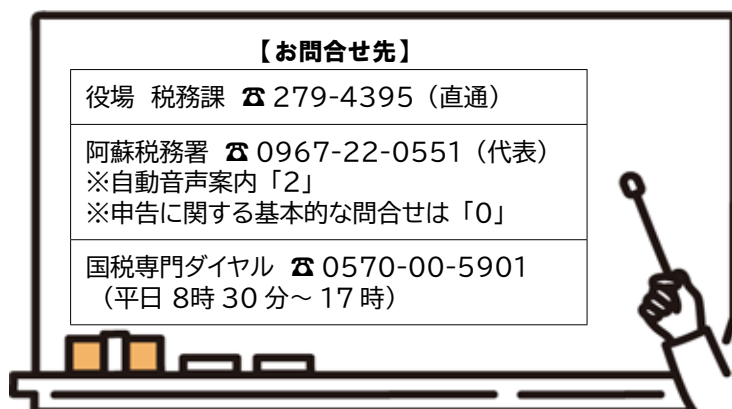 【お問合せ先】
役場 税務課 ☎ 279-4395（直通）
阿蘇税務署 ☎ 0967-22-0551（代表）
※自動音声案内「2」
※申告に関する基本的な問合せは「0」
国税専門ダイヤル ☎ 0570-00-5901
（平日 8時 30 分～ 17 時）